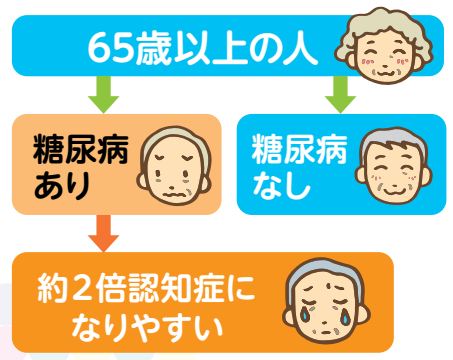 65歳以上の人
糖尿病
あり
糖尿病
なし
約2倍認知症に
なりやすい